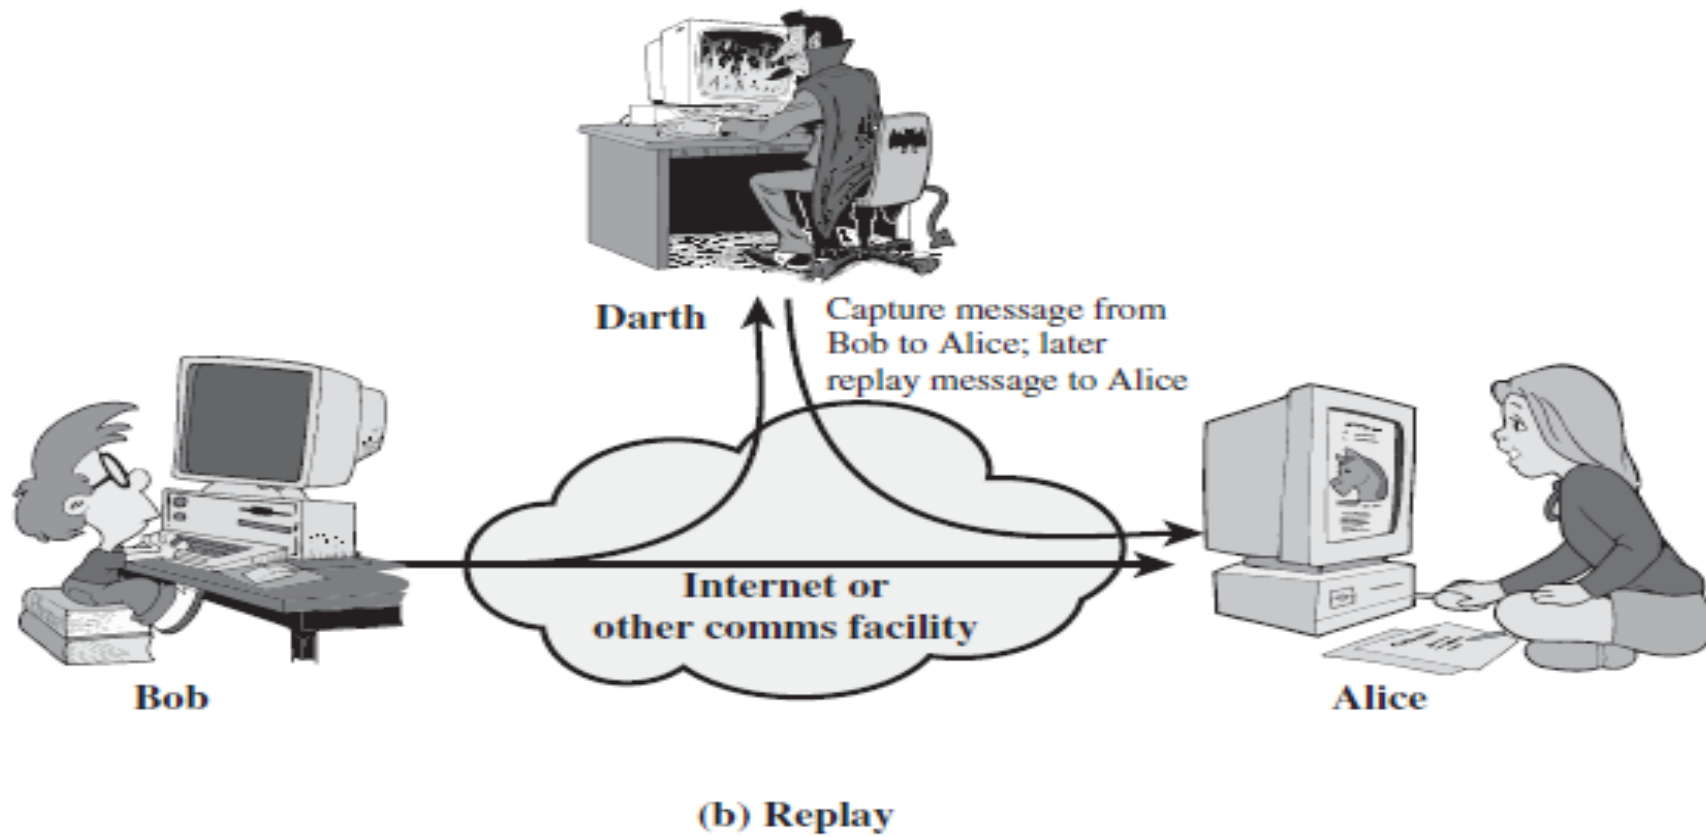 Darth
Capture message from
Bob to Alice; later
replay message to Alice
Internet or
other comms facility
Bob
Alice
(b) Replay